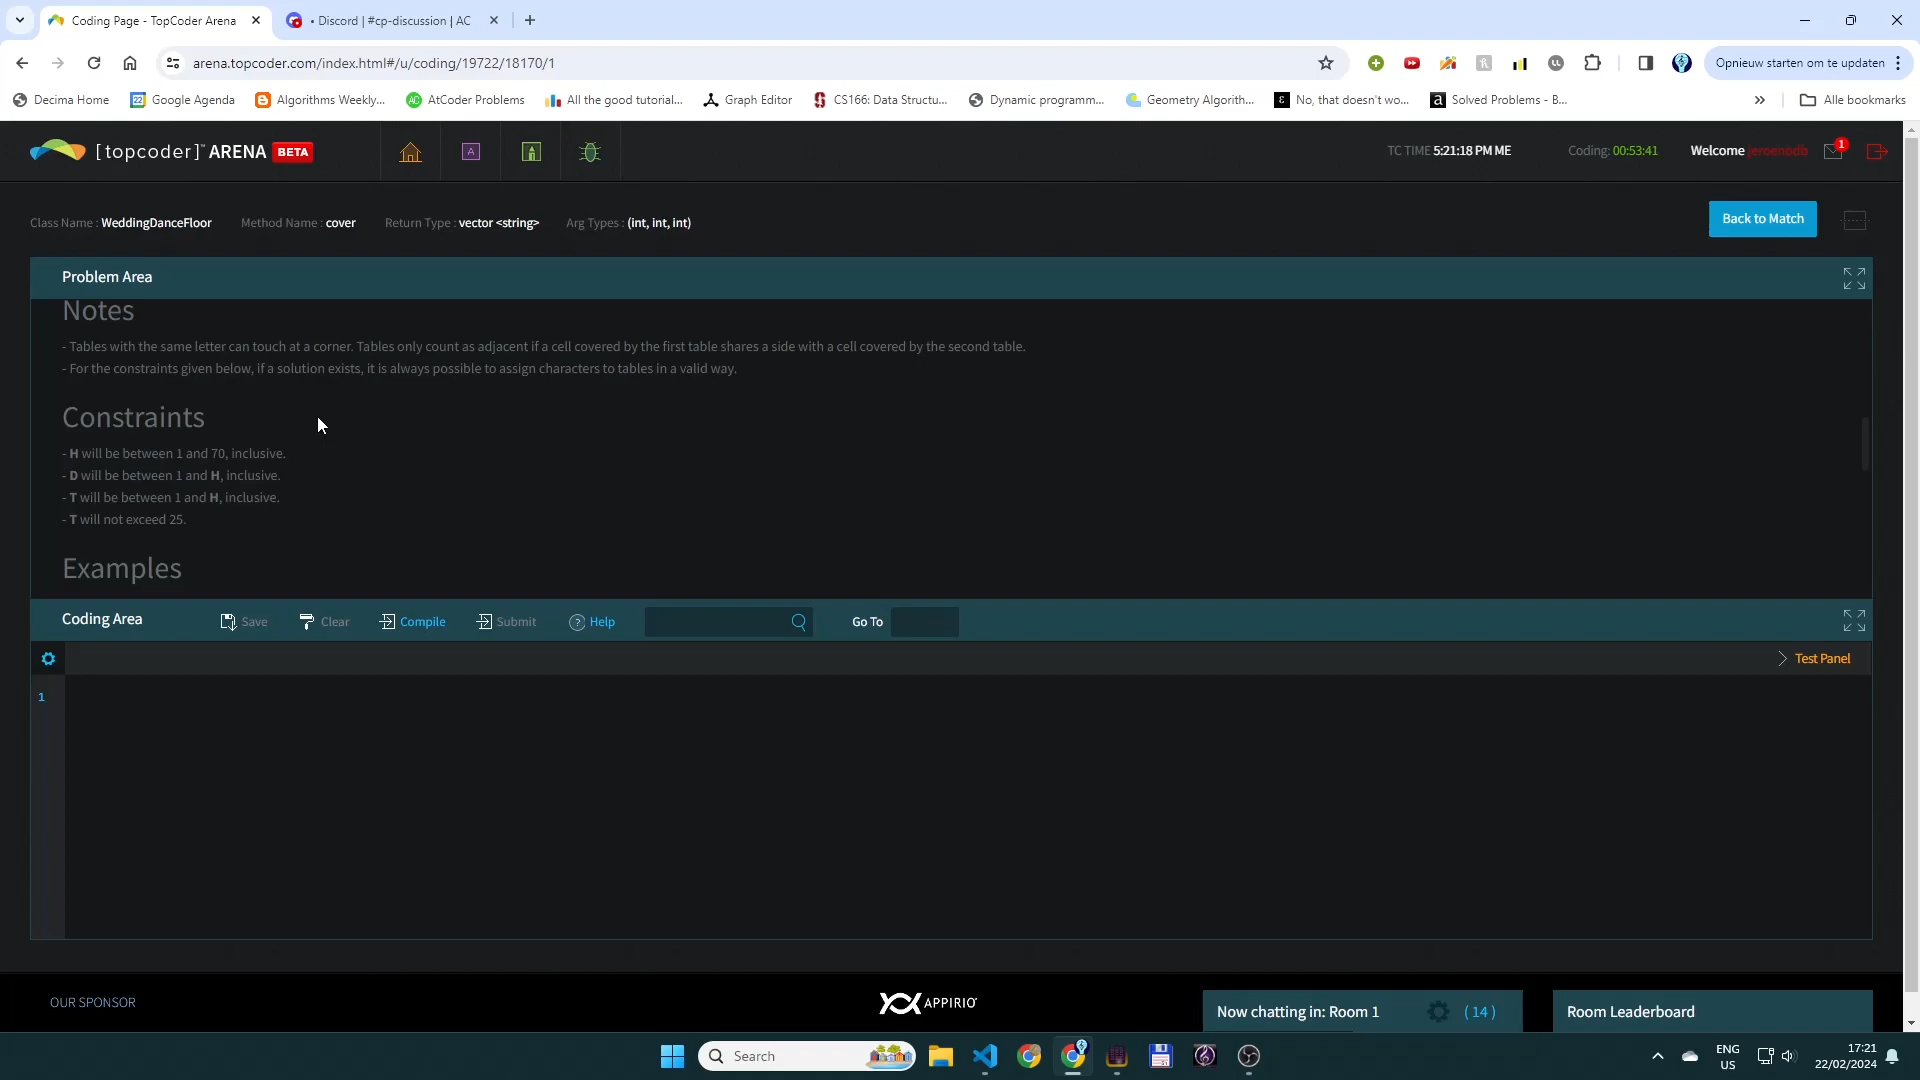 Coding Page - TopCoder Arena
• Discord | #cp-discussion | AC
arena.topcoder.com/index.html#/u/coding/19722/18170/1
Opnieuw starten om te updaten
Decima Home
Google Agenda
Algorithms Weekly...
AtCoder Problems
All the good tutorial...
Graph Editor
CS166: Data Structu...
Dynamic programm...
Geometry Algorith...
No, that doesn't wo...
Solved Problems - B...
Alle bookmarks
[topcoder]™ ARENA BETA
TC TIME 5:21:18 PM ME
Coding: 00:53:41
Welcome jeroenodb
1
Class Name : WeddingDanceFloor
Method Name : cover
Return Type : vector <string>
Arg Types : (int, int, int)
Back to Match
Problem Area
Notes
- Tables with the same letter can touch at a corner. Tables only count as adjacent if a cell covered by the first table shares a side with a cell covered by the second table.
- For the constraints given below, if a solution exists, it is always possible to assign characters to tables in a valid way.
Constraints
- H will be between 1 and 70, inclusive.
- D will be between 1 and H, inclusive.
- T will be between 1 and H, inclusive.
- T will not exceed 25.
Examples
Coding Area
Save
Clear
Compile
Submit
Help
Go To
Test Panel
1
OUR SPONSOR
APPIRIO
Now chatting in: Room 1
( 14 )
Room Leaderboard
Search
ENG
US
17:21
22/02/2024